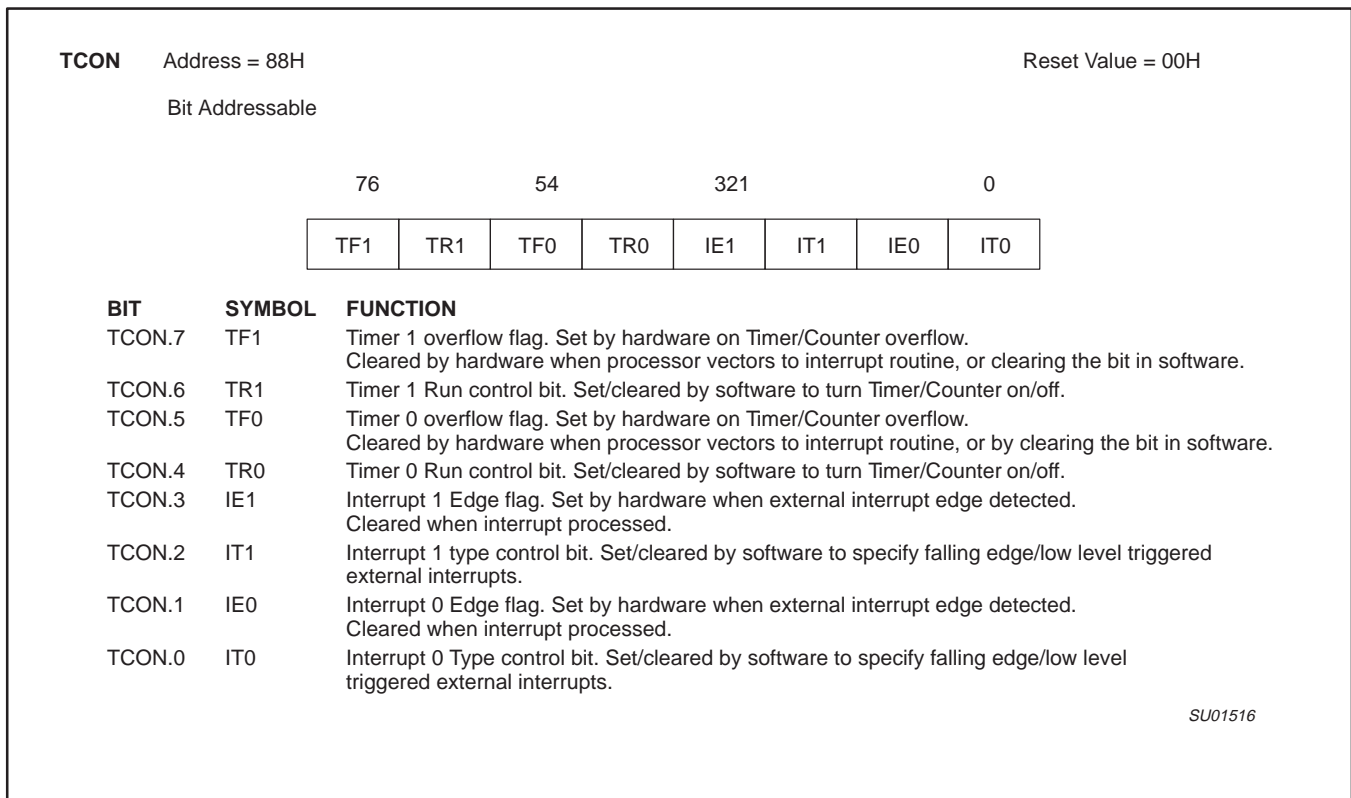 TCON Address = 88H Reset Value = 00H
Bit Addressable
76 54 321 0
TF1 TR1 TF0 TR0 IE1 IT1 IE0 IT0
BIT SYMBOL FUNCTION
TCON.7 TF1 Timer 1 overflow flag. Set by hardware on Timer/Counter overflow.
Cleared by hardware when processor vectors to interrupt routine, or clearing the bit in software.
TCON.6 TR1 Timer 1 Run control bit. Set/cleared by software to turn Timer/Counter on/off.
TCON.5 TF0 Timer 0 overflow flag. Set by hardware on Timer/Counter overflow.
Cleared by hardware when processor vectors to interrupt routine, or by clearing the bit in software.
TCON.4 TR0 Timer 0 Run control bit. Set/cleared by software to turn Timer/Counter on/off.
TCON.3 IE1 Interrupt 1 Edge flag. Set by hardware when external interrupt edge detected.
Cleared when interrupt processed.
TCON.2 IT1 Interrupt 1 type control bit. Set/cleared by software to specify falling edge/low level triggered
external interrupts.
TCON.1 IE0 Interrupt 0 Edge flag. Set by hardware when external interrupt edge detected.
Cleared when interrupt processed.
TCON.0 IT0 Interrupt 0 Type control bit. Set/cleared by software to specify falling edge/low level
triggered external interrupts.
SU01516